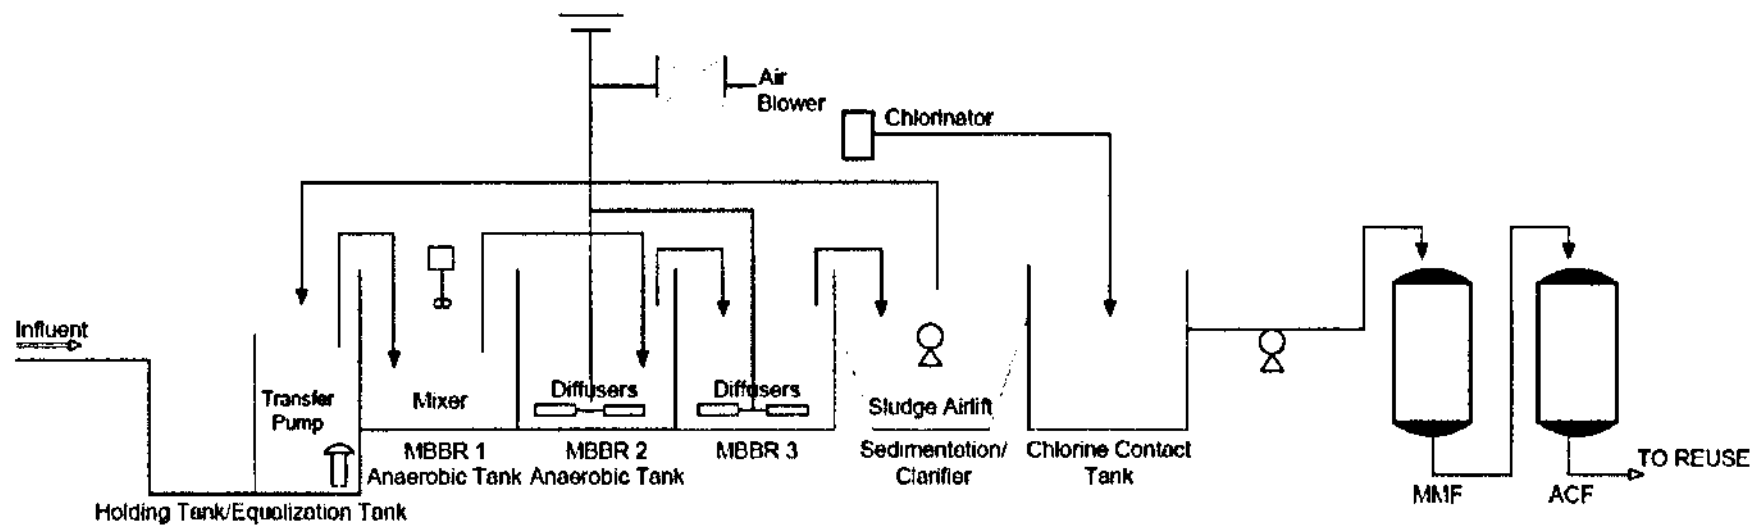 Air
Blower
Chlorinator
Influent
Transfer
Pump
Mixer
Diffusers
Diffusers
Sludge Airlift
MBBR 1
Anaerobic Tank
MBBR 2
Anaerobic Tank
MBBR 3
Sedimentation/
Clarifier
Chlorine Contact
Tank
TO REUSE
MMF
ACF
Holding Tank/Equalization Tank